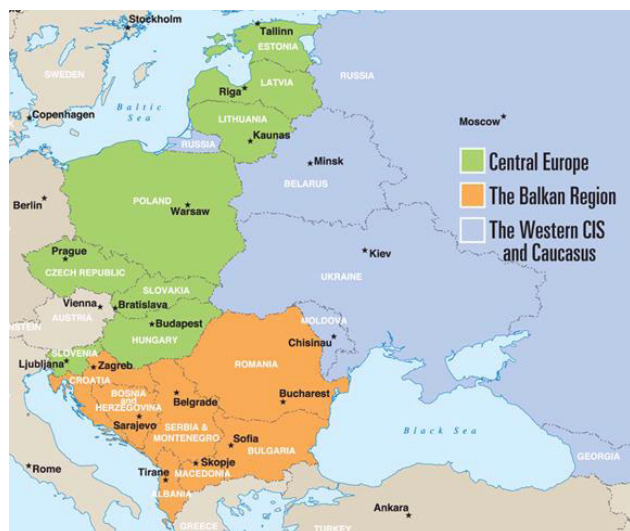 Stockholm
Tallinn
ESTONIA
SWEDEN
RUSSIA
Riga
LATVIA
Baltic
Sea
Copenhagen
LITHUANIA
Moscow
Kaunas
RUSSIA
Minsk
Central Europe
BELARUS
The Balkan Region
Berlin
POLAND
Warsaw
The Western CIS
and Caucasus
Prague
Kiev
CZECH REPUBLIC
UKRAINE
SLOVAKIA
Vienna
Bratislava
AUSTRIA
NSTEIN
MOLDOVA
Budapest
HUNGARY
Chisinau
SLOVENIA
Ljubljana
Zagreb
ROMANIA
CROATIA
BOSNIA
and
HERZEGOVINA
Belgrade
Bucharest
Sarajevo
SERBIA &
MONTENEGRO
Sofia
BULGARIA
Black Sea
GEORGIA
Rome
Skopje
Tirane
MACEDONIA
ALBANIA
Ankara
GREECE
TURKEY